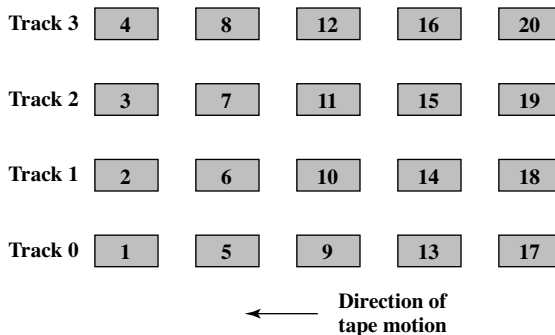 Track 3 4 8 12 16 20
Track 2 3 7 11 15 19
Track 1 2 6 10 14 18
Track 0 1 5 9 13 17
Direction of
tape motion